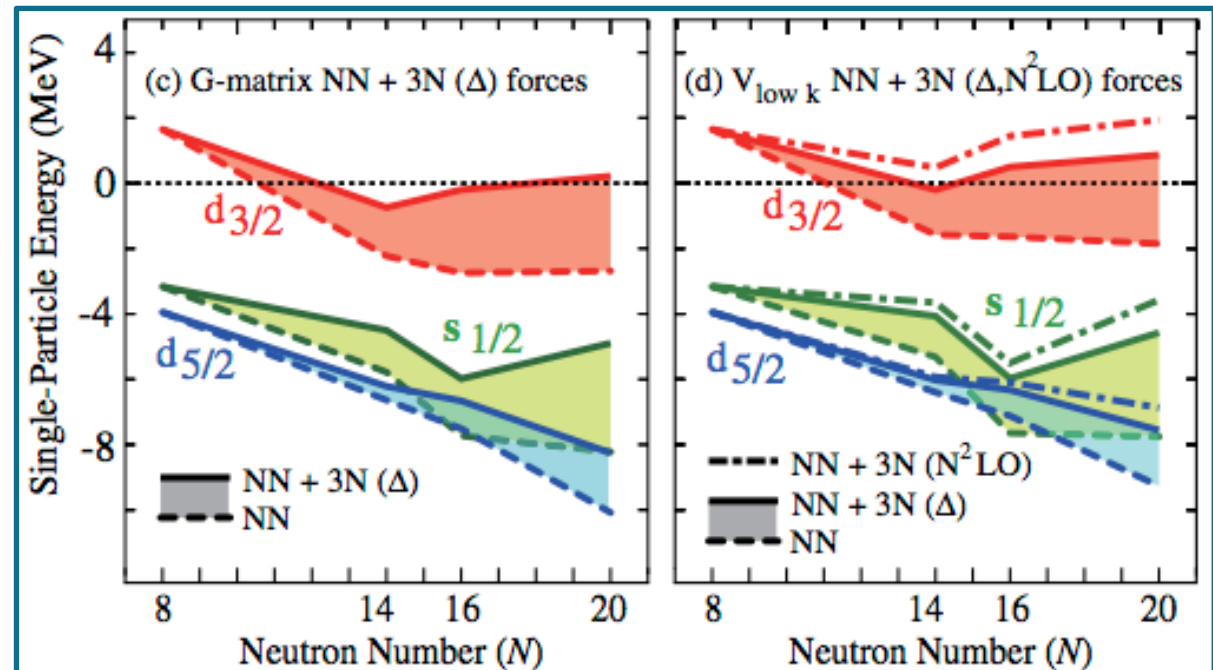 Single-Particle Energy (MeV)
4
0
-4
-8
(c) G-matrix NN + 3N (Δ) forces
d3/2
s1/2
d5/2
NN + 3N (Δ)
NN
8
14
16
20
Neutron Number (N)
(d) Vlow k NN + 3N (Δ,N²LO) forces
d3/2
s1/2
d5/2
NN + 3N (N²LO)
NN + 3N (Δ)
NN
8
14
16
20
Neutron Number (N)